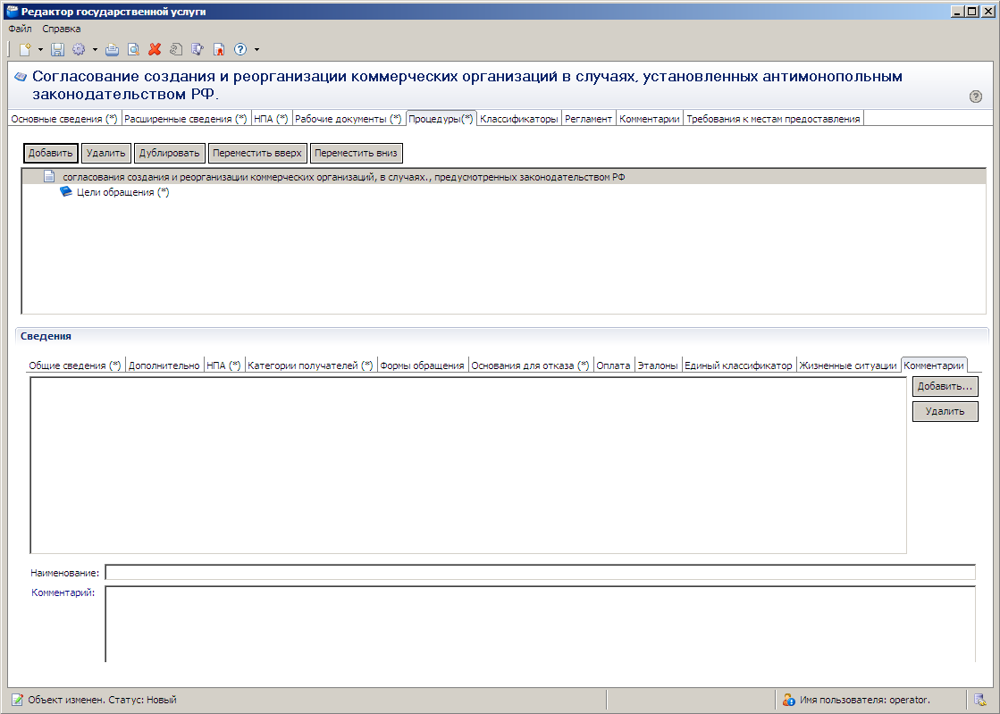 Редактор государственной услуги
Файл Справка
Согласование создания и реорганизации коммерческих организаций в случаях, установленных антимонопольным
законодательством РФ.
Основные сведения (*) Расширенные сведения (*) НПА (*) Рабочие документы (*) Процедуры(*) Классификаторы Регламент Комментарии Требования к местам предоставления
Добавить Удалить Дублировать Переместить вверх Переместить вниз
согласования создания и реорганизации коммерческих организаций, в случаях., предусмотренных законодательством РФ
Цели обращения (*)
Сведения
Общие сведения (*) Дополнительно НПА (*) Категории получателей (*) Формы обращения Основания для отказа (*) Оплата Эталоны Единый классификатор Жизненные ситуации Комментарии
Добавить...
Удалить
Наименование:
Комментарий:
Объект изменен. Статус: Новый Имя пользователя: operator.